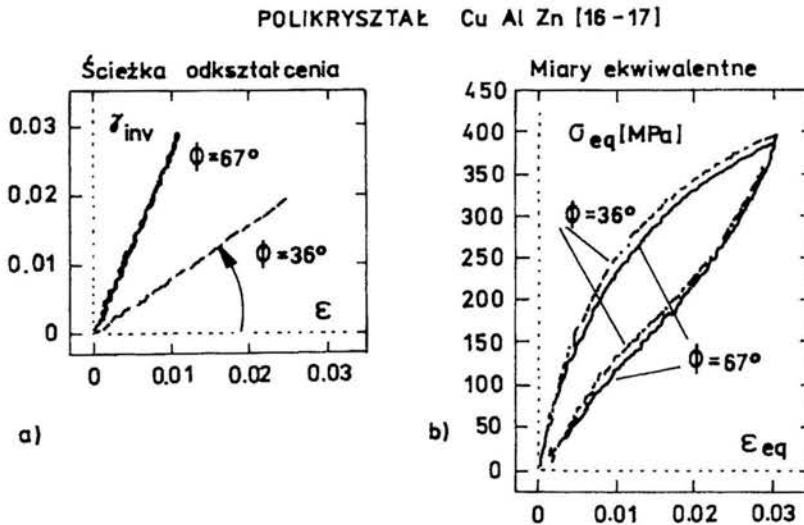 POLIKRYSZTAŁ Cu Al Zn [16-17]
Ścieżka odkształcenia
0.03
0.02
0.01
0
γinv
ϕ=67°
ϕ=36°
ε
0 0.01 0.02 0.03
a)
Miary ekwiwalentne
450
400
350
300
250
200
150
100
50
0
σeq[MPa]
ϕ=36°
ϕ=67°
εeq
0 0.01 0.02 0.03
b)